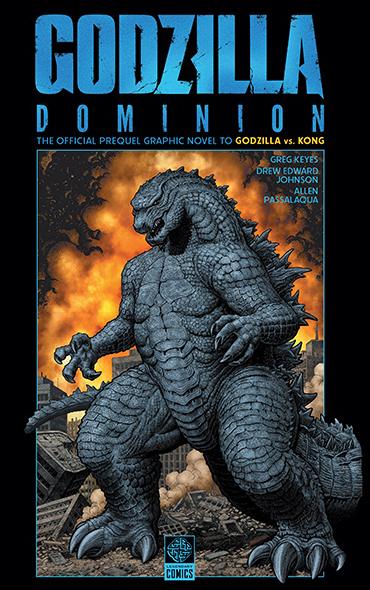 GODZILLA
DOMINION
THE OFFICIAL PREQUEL GRAPHIC NOVEL TO GODZILLA vs. KONG
GREG KEYES
DREW EDWARD
JOHNSON
ALLEN
PASSALAQUA
LEGENDARY
COMICS